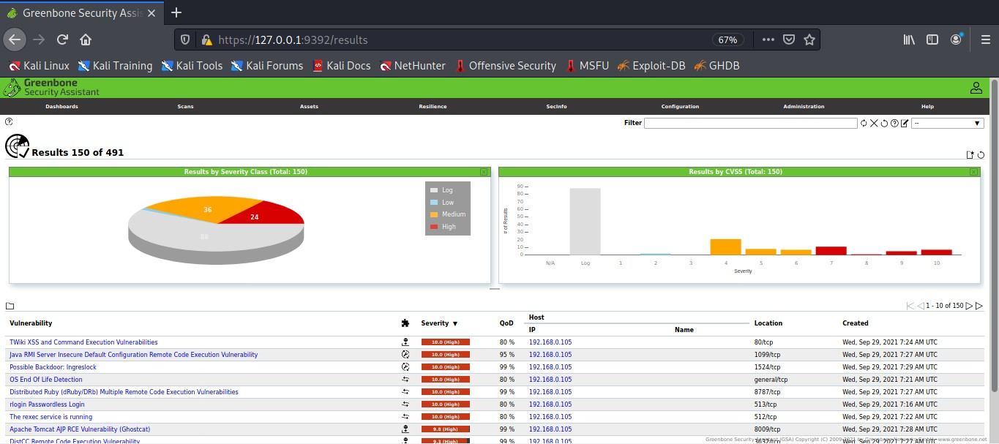 Greenbone Security Assis
https://127.0.0.1:9392/results 67%
Kali Linux Kali Training Kali Tools Kali Forums Kali Docs NetHunter Offensive Security MSFU Exploit-DB GHDB
Greenbone
Security Assistant
Dashboards Scans Assets Resilience SecInfo Configuration Administration Help
Filter --
Results 150 of 491
Results by Severity Class (Total: 150) Results by CVSS (Total: 150)
36
24
88
Log
Low
Medium
High
# of Results
90
80
70
60
50
40
30
20
10
0
N/A Log 1 2 3 4 5 6 7 8 9 10
Severity
1 - 10 of 150
Vulnerability Severity ▼ QoD Host Location Created
IP Name
TWiki XSS and Command Execution Vulnerabilities 10.0 (High) 80 % 192.168.0.105 80/tcp Wed, Sep 29, 2021 7:24 AM UTC
Java RMI Server Insecure Default Configuration Remote Code Execution Vulnerability 10.0 (High) 95 % 192.168.0.105 1099/tcp Wed, Sep 29, 2021 7:27 AM UTC
Possible Backdoor: Ingreslock 10.0 (High) 99 % 192.168.0.105 1524/tcp Wed, Sep 29, 2021 7:29 AM UTC
OS End Of Life Detection 10.0 (High) 80 % 192.168.0.105 general/tcp Wed, Sep 29, 2021 7:21 AM UTC
Distributed Ruby (dRuby/DRb) Multiple Remote Code Execution Vulnerabilities 10.0 (High) 99 % 192.168.0.105 8787/tcp Wed, Sep 29, 2021 7:27 AM UTC
rlogin Passwordless Login 10.0 (High) 80 % 192.168.0.105 513/tcp Wed, Sep 29, 2021 7:16 AM UTC
The rexec service is running 10.0 (High) 80 % 192.168.0.105 512/tcp Wed, Sep 29, 2021 7:22 AM UTC
Apache Tomcat AJP RCE Vulnerability (Ghostcat) 9.8 (High) 99 % 192.168.0.105 8009/tcp Wed, Sep 29, 2021 7:28 AM UTC
DistCC Remote Code Execution Vulnerability 9.3 (High) 99 % 192.168.0.105 3632/tcp
Greenbone Security Assistant (GSA) Copyright (C) 2009- www.greenbone.net